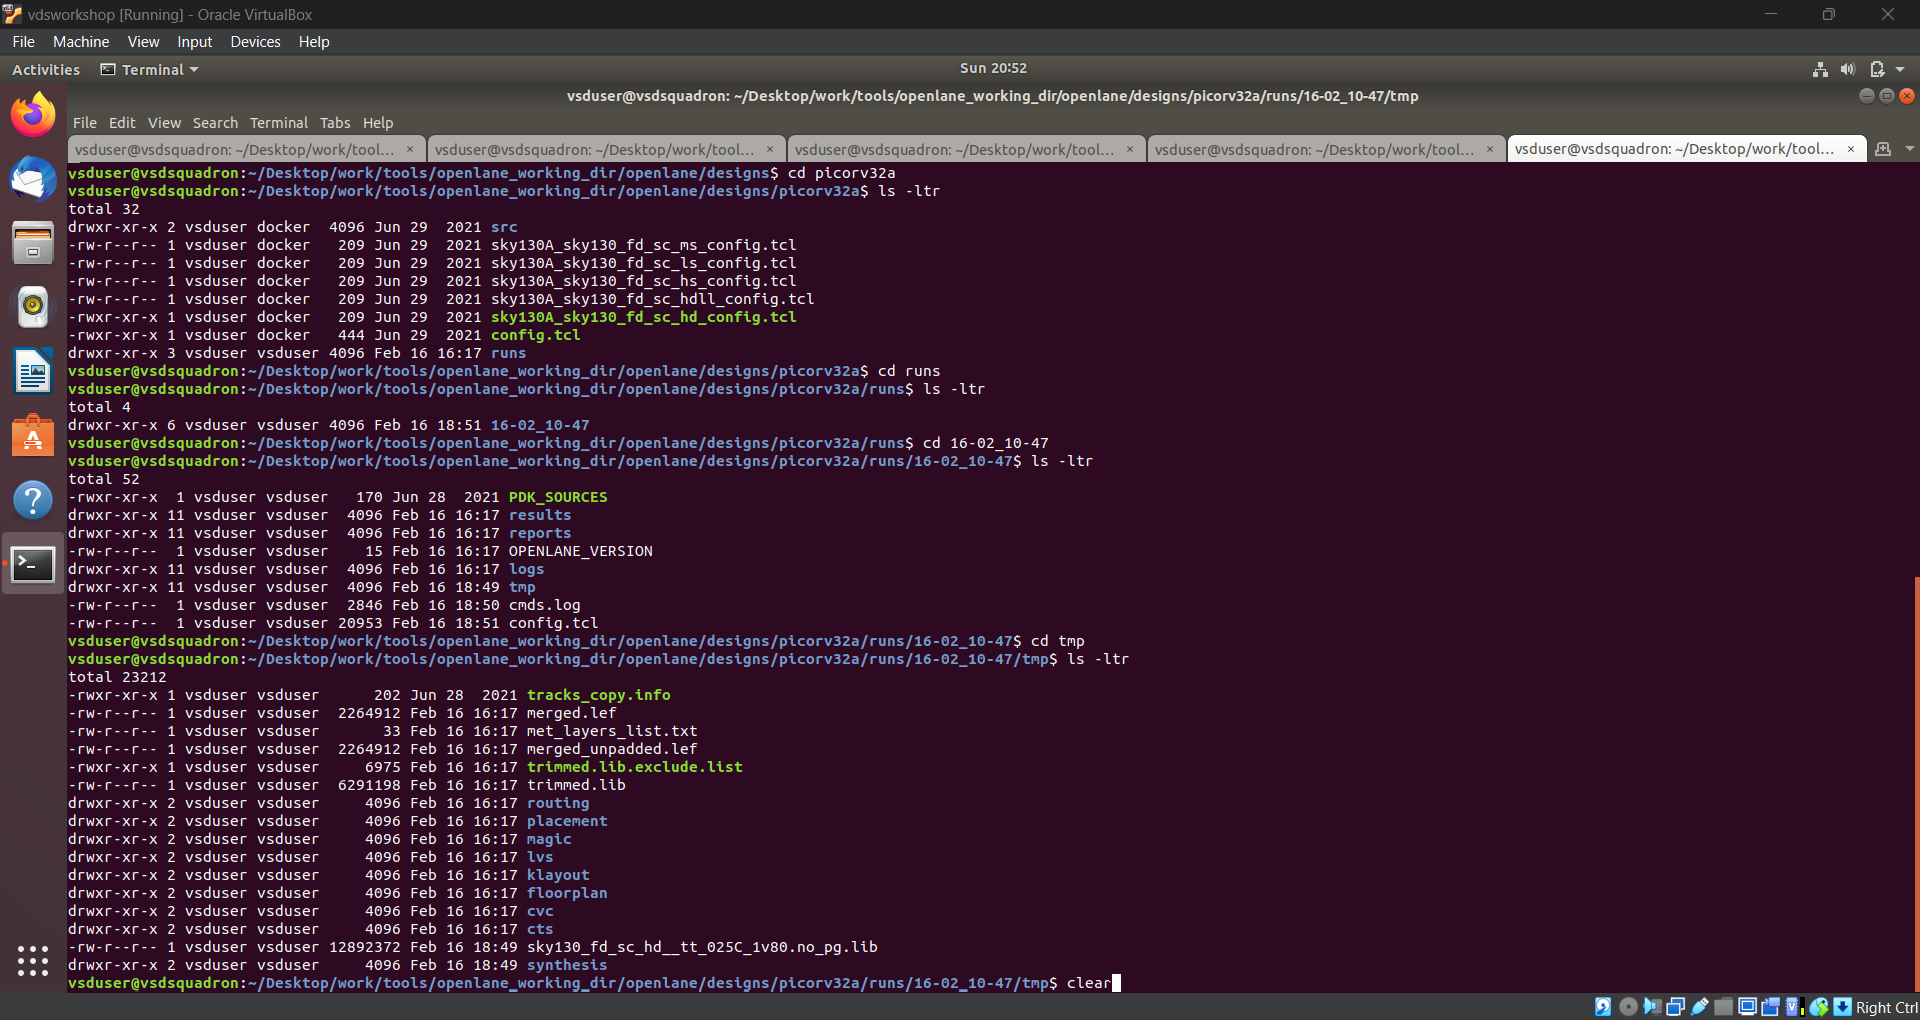 vdsworkshop [Running] - Oracle VirtualBox
File Machine View Input Devices Help
Activities Terminal Sun 20:52
vsduser@vsdsquadron: ~/Desktop/work/tools/openlane_working_dir/openlane/designs/picorv32a/runs/16-02_10-47/tmp
File Edit View Search Terminal Tabs Help
vsduser@vsdsquadron: ~/Desktop/work/tool... × vsduser@vsdsquadron: ~/Desktop/work/tool... × vsduser@vsdsquadron: ~/Desktop/work/tool... × vsduser@vsdsquadron: ~/Desktop/work/tool... × vsduser@vsdsquadron: ~/Desktop/work/tool... ×
vsduser@vsdsquadron:~/Desktop/work/tools/openlane_working_dir/openlane/designs$ cd picorv32a
vsduser@vsdsquadron:~/Desktop/work/tools/openlane_working_dir/openlane/designs/picorv32a$ ls -ltr
total 32
drwxr-xr-x 2 vsduser docker  4096 Jun 29  2021 src
-rw-r--r-- 1 vsduser docker   209 Jun 29  2021 sky130A_sky130_fd_sc_ms_config.tcl
-rw-r--r-- 1 vsduser docker   209 Jun 29  2021 sky130A_sky130_fd_sc_ls_config.tcl
-rw-r--r-- 1 vsduser docker   209 Jun 29  2021 sky130A_sky130_fd_sc_hs_config.tcl
-rw-r--r-- 1 vsduser docker   209 Jun 29  2021 sky130A_sky130_fd_sc_hdll_config.tcl
-rwxr-xr-x 1 vsduser docker   209 Jun 29  2021 sky130A_sky130_fd_sc_hd_config.tcl
-rwxr-xr-x 1 vsduser docker   444 Jun 29  2021 config.tcl
drwxr-xr-x 3 vsduser vsduser 4096 Feb 16 16:17 runs
vsduser@vsdsquadron:~/Desktop/work/tools/openlane_working_dir/openlane/designs/picorv32a$ cd runs
vsduser@vsdsquadron:~/Desktop/work/tools/openlane_working_dir/openlane/designs/picorv32a/runs$ ls -ltr
total 4
drwxr-xr-x 6 vsduser vsduser 4096 Feb 16 18:51 16-02_10-47
vsduser@vsdsquadron:~/Desktop/work/tools/openlane_working_dir/openlane/designs/picorv32a/runs$ cd 16-02_10-47
vsduser@vsdsquadron:~/Desktop/work/tools/openlane_working_dir/openlane/designs/picorv32a/runs/16-02_10-47$ ls -ltr
total 52
-rwxr-xr-x  1 vsduser vsduser   170 Jun 28  2021 PDK_SOURCES
drwxr-xr-x 11 vsduser vsduser  4096 Feb 16 16:17 results
drwxr-xr-x 11 vsduser vsduser  4096 Feb 16 16:17 reports
-rw-r--r--  1 vsduser vsduser    15 Feb 16 16:17 OPENLANE_VERSION
drwxr-xr-x 11 vsduser vsduser  4096 Feb 16 16:17 logs
drwxr-xr-x 11 vsduser vsduser  4096 Feb 16 18:49 tmp
-rw-r--r--  1 vsduser vsduser  2846 Feb 16 18:50 cmds.log
-rw-r--r--  1 vsduser vsduser 20953 Feb 16 18:51 config.tcl
vsduser@vsdsquadron:~/Desktop/work/tools/openlane_working_dir/openlane/designs/picorv32a/runs/16-02_10-47$ cd tmp
vsduser@vsdsquadron:~/Desktop/work/tools/openlane_working_dir/openlane/designs/picorv32a/runs/16-02_10-47/tmp$ ls -ltr
total 23212
-rwxr-xr-x 1 vsduser vsduser      202 Jun 28  2021 tracks_copy.info
-rw-r--r-- 1 vsduser vsduser  2264912 Feb 16 16:17 merged.lef
-rw-r--r-- 1 vsduser vsduser       33 Feb 16 16:17 met_layers_list.txt
-rw-r--r-- 1 vsduser vsduser  2264912 Feb 16 16:17 merged_unpadded.lef
-rwxr-xr-x 1 vsduser vsduser     6975 Feb 16 16:17 trimmed.lib.exclude.list
-rw-r--r-- 1 vsduser vsduser  6291198 Feb 16 16:17 trimmed.lib
drwxr-xr-x 2 vsduser vsduser     4096 Feb 16 16:17 routing
drwxr-xr-x 2 vsduser vsduser     4096 Feb 16 16:17 placement
drwxr-xr-x 2 vsduser vsduser     4096 Feb 16 16:17 magic
drwxr-xr-x 2 vsduser vsduser     4096 Feb 16 16:17 lvs
drwxr-xr-x 2 vsduser vsduser     4096 Feb 16 16:17 klayout
drwxr-xr-x 2 vsduser vsduser     4096 Feb 16 16:17 floorplan
drwxr-xr-x 2 vsduser vsduser     4096 Feb 16 16:17 cvc
drwxr-xr-x 2 vsduser vsduser     4096 Feb 16 16:17 cts
-rw-r--r-- 1 vsduser vsduser 12892372 Feb 16 18:49 sky130_fd_sc_hd__tt_025C_1v80.no_pg.lib
drwxr-xr-x 2 vsduser vsduser     4096 Feb 16 18:49 synthesis
vsduser@vsdsquadron:~/Desktop/work/tools/openlane_working_dir/openlane/designs/picorv32a/runs/16-02_10-47/tmp$ clear
Right Ctrl